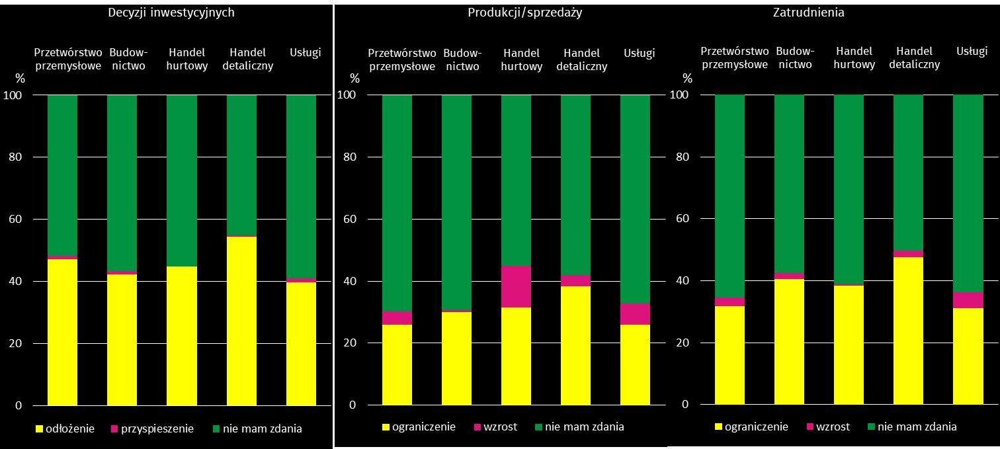 Decyzji inwestycyjnych
Przetwórstwo przemysłowe
Budow-
nictwo
Handel hurtowy
Handel detaliczny
Usługi
%
100
80
60
40
20
0
odłożenie przyspieszenie nie mam zdania
Produkcji/sprzedaży
Przetwórstwo przemysłowe
Budow-
nictwo
Handel hurtowy
Handel detaliczny
Usługi
%
100
80
60
40
20
0
ograniczenie wzrost nie mam zdania
Zatrudnienia
Przetwórstwo przemysłowe
Budow-
nictwo
Handel hurtowy
Handel detaliczny
Usługi
%
100
80
60
40
20
0
ograniczenie wzrost nie mam zdania